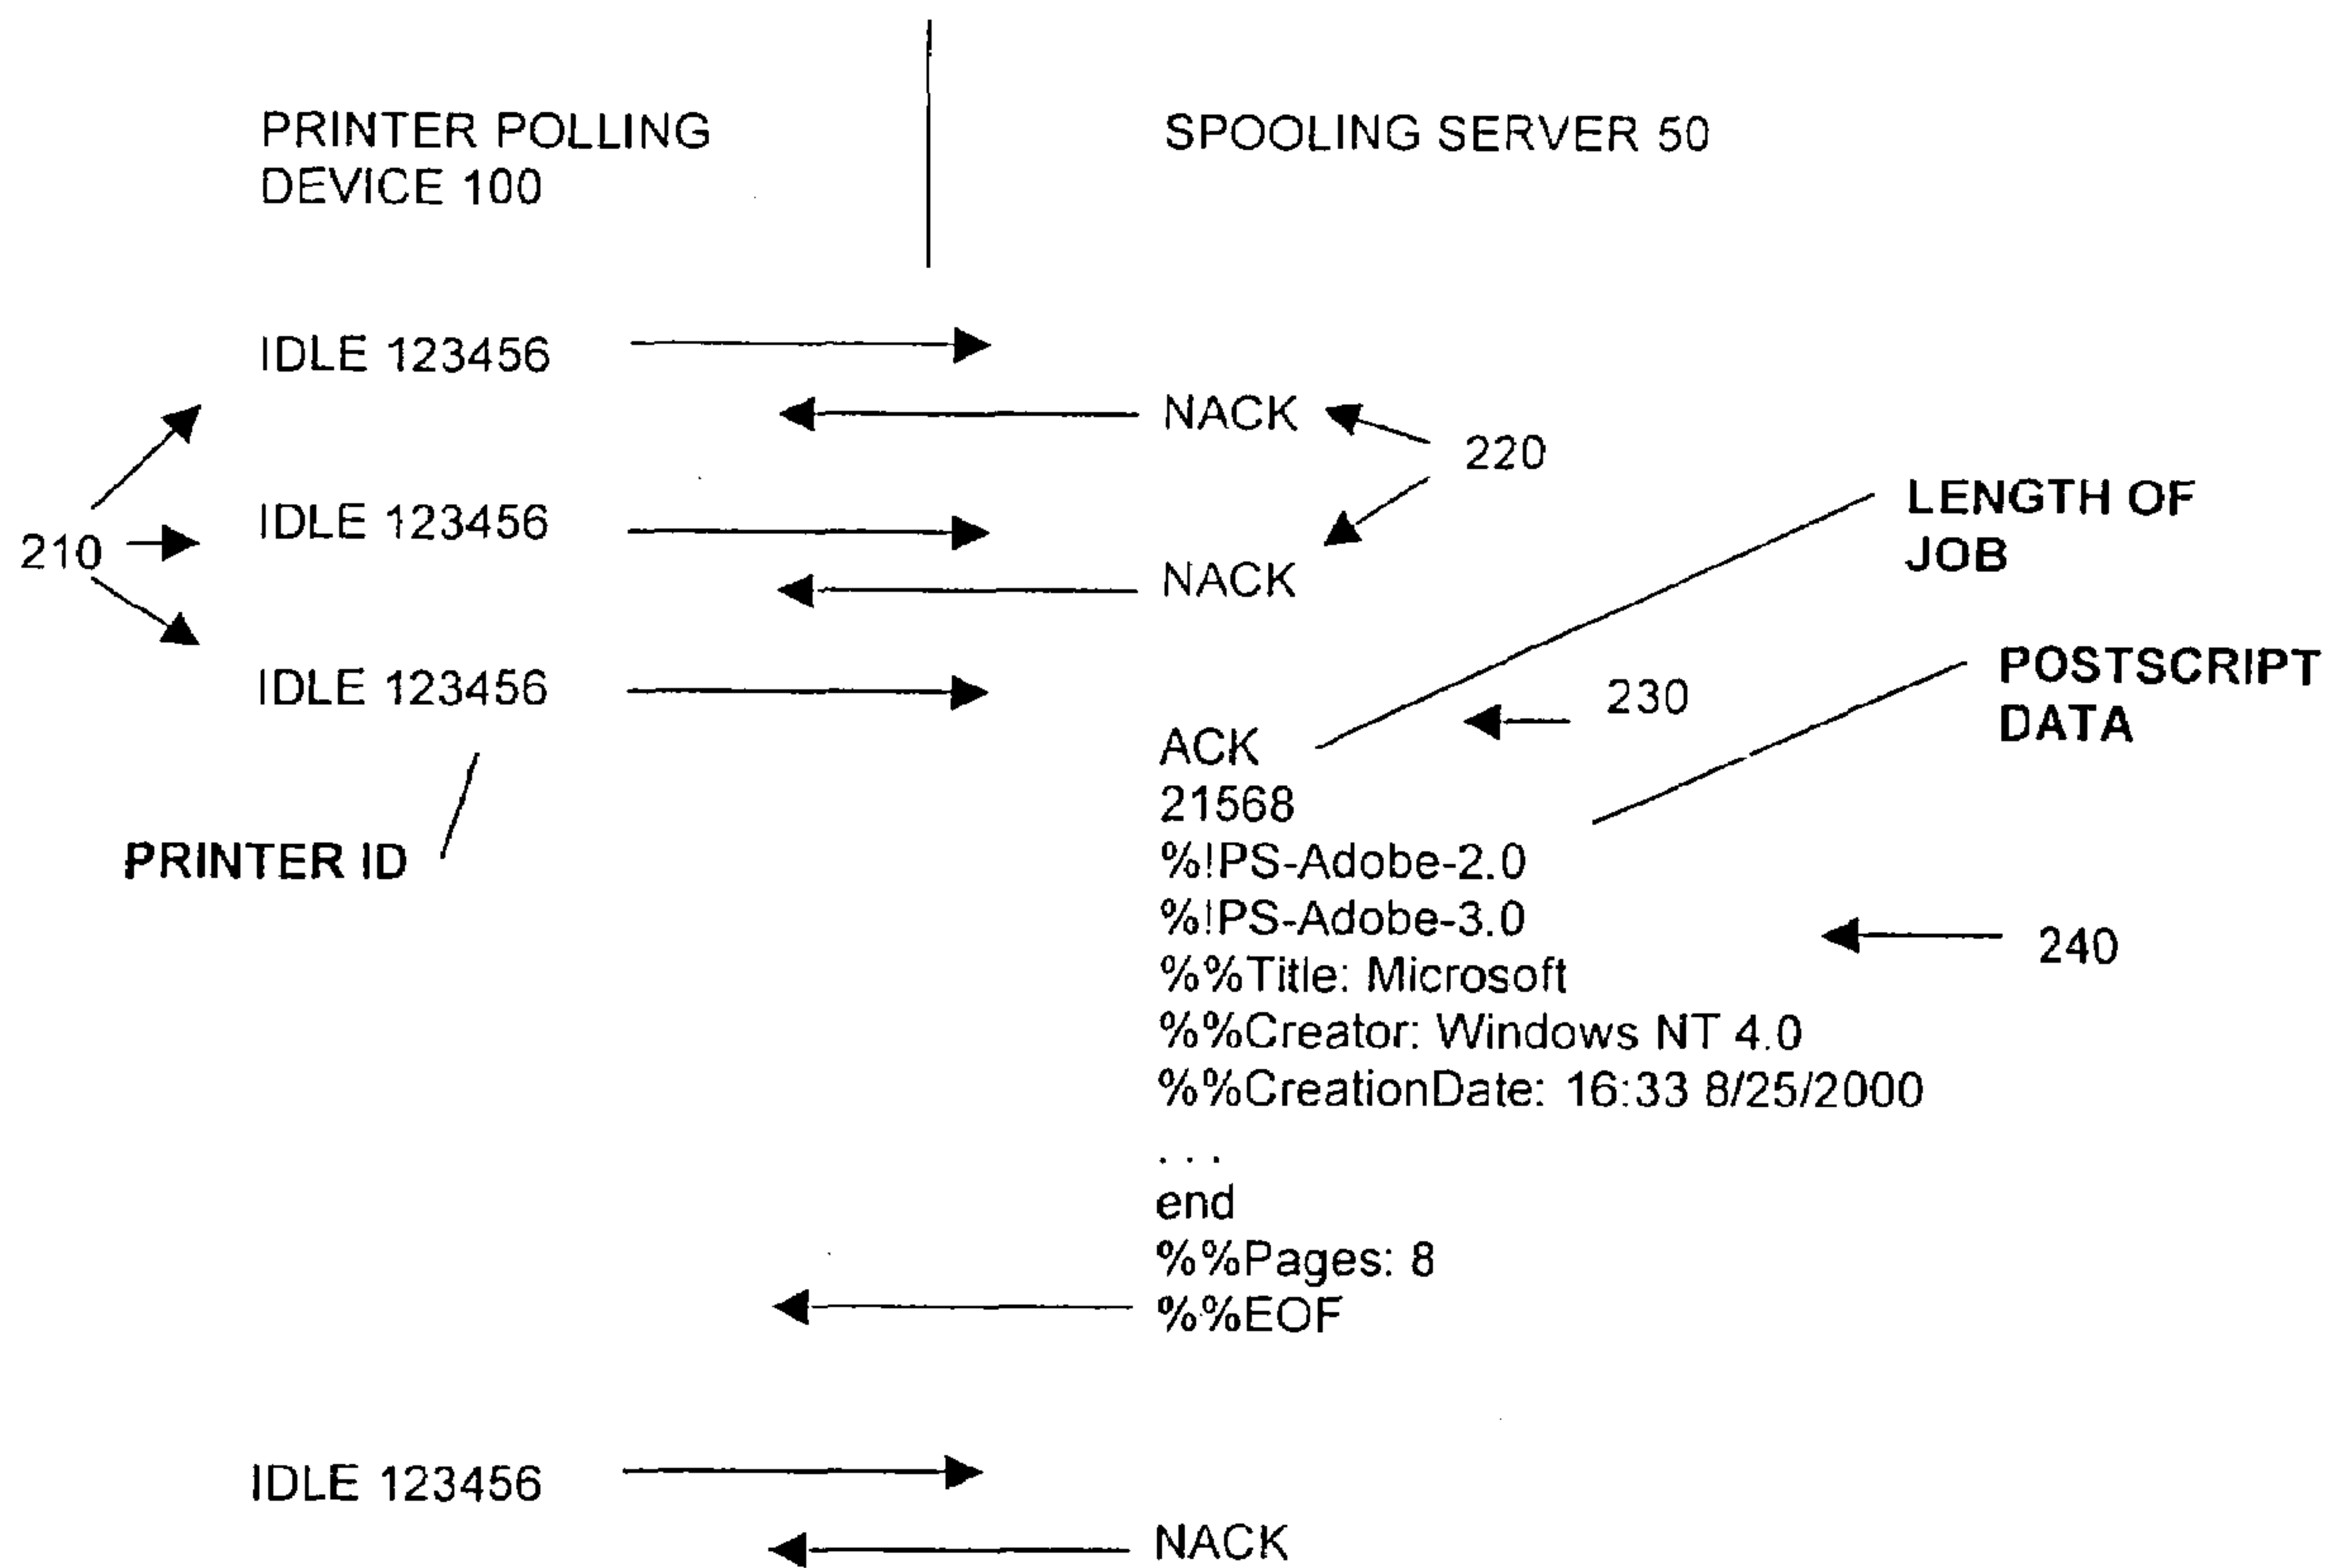 PRINTER POLLING
DEVICE 100
SPOOLING SERVER 50
IDLE 123456
NACK
220
LENGTH OF
JOB
210
IDLE 123456
NACK
IDLE 123456
230
POSTSCRIPT
DATA
PRINTER ID
ACK
21568
%!PS-Adobe-2.0
%!PS-Adobe-3.0
240
%%Title: Microsoft
%%Creator: Windows NT 4.0
%%CreationDate: 16:33 8/25/2000
. . .
end
%%Pages: 8
%%EOF
IDLE 123456
NACK